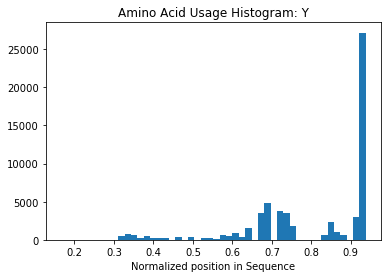 Amino Acid Usage Histogram: Y
25000
20000
15000
10000
5000
0
0.2 0.3 0.4 0.5 0.6 0.7 0.8 0.9
Normalized position in Sequence